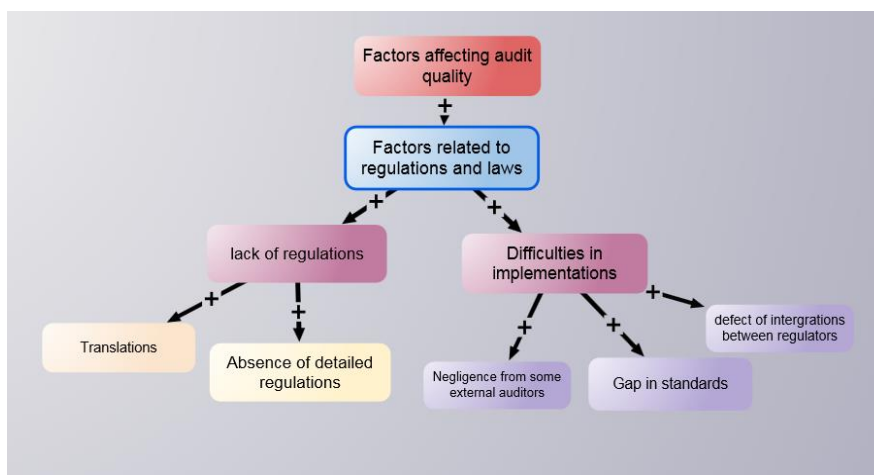 Factors affecting audit
quality
+
Factors related to
regulations and laws
+
+
lack of regulations
Difficulties in
implementations
+
+
+
+
+
Translations
Absence of detailed
regulations
Negligence from some
external auditors
Gap in standards
defect of intergrations
between regulators